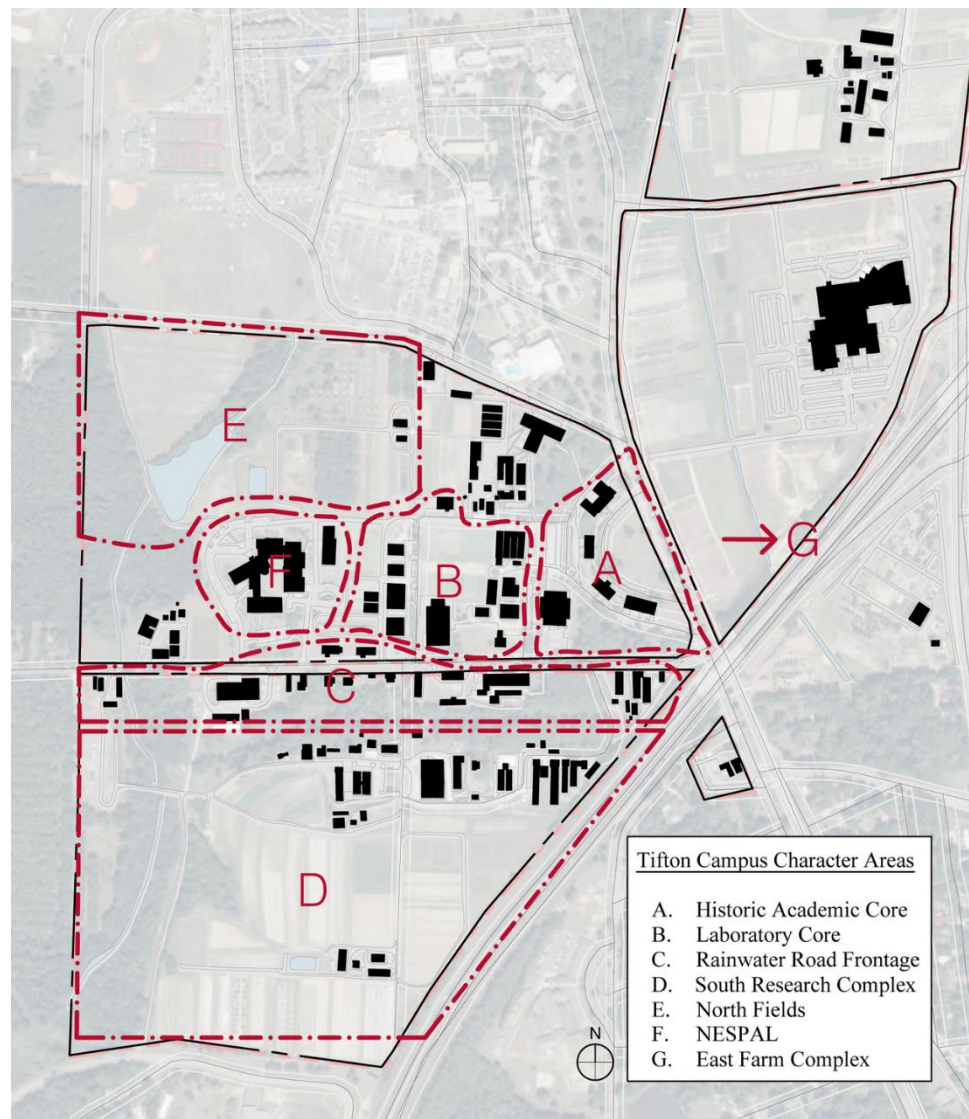 E
F
B
A
G
C
D
Tifton Campus Character Areas
A. Historic Academic Core
B. Laboratory Core
C. Rainwater Road Frontage
D. South Research Complex
E. North Fields
F. NESPAL
G. East Farm Complex
N